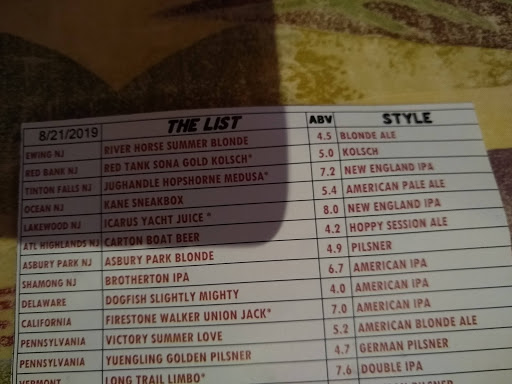 8/21/2019 THE LIST ABV STYLE
EWING NJ RIVER HORSE SUMMER BLONDE 4.5 BLONDE ALE
RED BANK NJ RED TANK SONA GOLD KOLSCH* 5.0 KOLSCH
TINTON FALLS NJ JUGHANDLE HOPSHORNE MEDUSA* 7.2 NEW ENGLAND IPA
OCEAN NJ KANE SNEAKBOX 5.4 AMERICAN PALE ALE
LAKEWOOD NJ ICARUS YACHT JUICE * 8.0 NEW ENGLAND IPA
ATL HIGHLANDS NJ CARTON BOAT BEER 4.2 HOPPY SESSION ALE
ASBURY PARK NJ ASBURY PARK BLONDE 4.9 PILSNER
SHAMONG NJ BROTHERTON IPA 6.7 AMERICAN IPA
DELAWARE DOGFISH SLIGHTLY MIGHTY 4.0 AMERICAN IPA
CALIFORNIA FIRESTONE WALKER UNION JACK* 7.0 AMERICAN IPA
PENNSYLVANIA VICTORY SUMMER LOVE 5.2 AMERICAN BLONDE ALE
PENNSYLVANIA YUENGLING GOLDEN PILSNER 4.7 GERMAN PILSNER
VERMONT LONG TRAIL LIMBO* 7.6 DOUBLE IPA
PILSNER